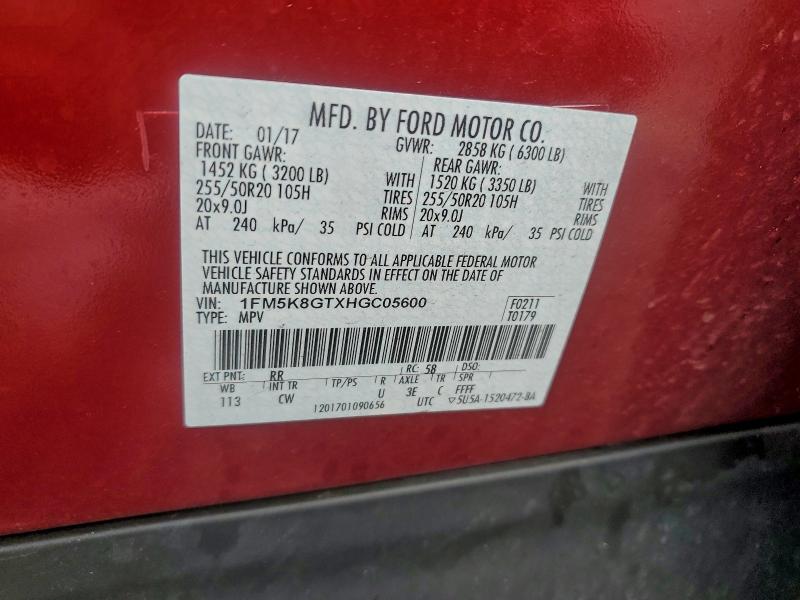 MFD. BY FORD MOTOR CO.
DATE: 01/17 GVWR: 2858 KG ( 6300 LB)
FRONT GAWR: REAR GAWR:
1452 KG ( 3200 LB) WITH 1520 KG ( 3350 LB) WITH
255/50R20 105H TIRES 255/50R20 105H TIRES
20x9.0J RIMS 20x9.0J RIMS
AT 240 kPa/ 35 PSI COLD AT 240 kPa/ 35 PSI COLD
THIS VEHICLE CONFORMS TO ALL APPLICABLE FEDERAL MOTOR
VEHICLE SAFETY STANDARDS IN EFFECT ON THE DATE OF
MANUFACTURE SHOWN ABOVE.
VIN: 1FM5K8GTXHGC05600 F0211
TYPE: MPV T0179
EXT PNT: RR RC: 58 DSO:
WB INT TR TP/PS R AXLE TR SPR
113 CW U 3E C FFFF
1201701090656 UTC ▽5U5A-1520472-BA